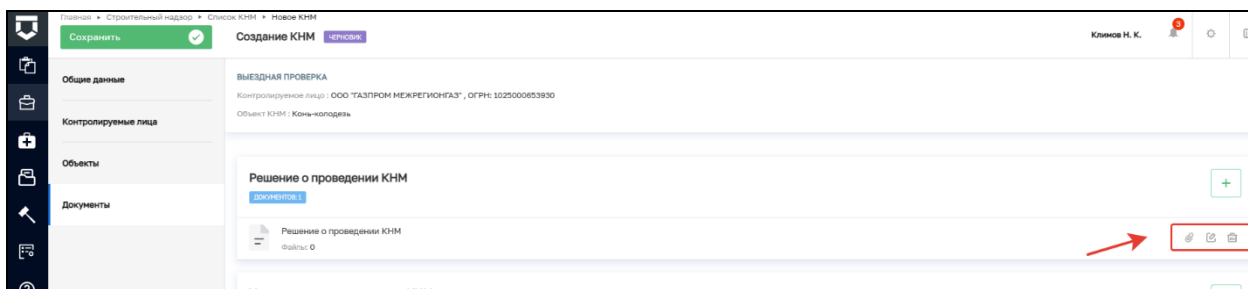 Главная ▸ Строительный надзор ▸ Список КНМ ▸ Новое КНМ
Сохранить
Создание КНМ ЧЕРНОВИК
Климов Н. К.
3
Общие данные
Контролируемые лица
Объекты
Документы
ВЫЕЗДНАЯ ПРОВЕРКА
Контролируемое лицо : ООО "ГАЗПРОМ МЕЖРЕГИОНГАЗ" , ОГРН: 1025000653930
Объект КНМ : Конь-колодезь
Решение о проведении КНМ
ДОКУМЕНТОВ: 1
+
Решение о проведении КНМ
Файлы: 0